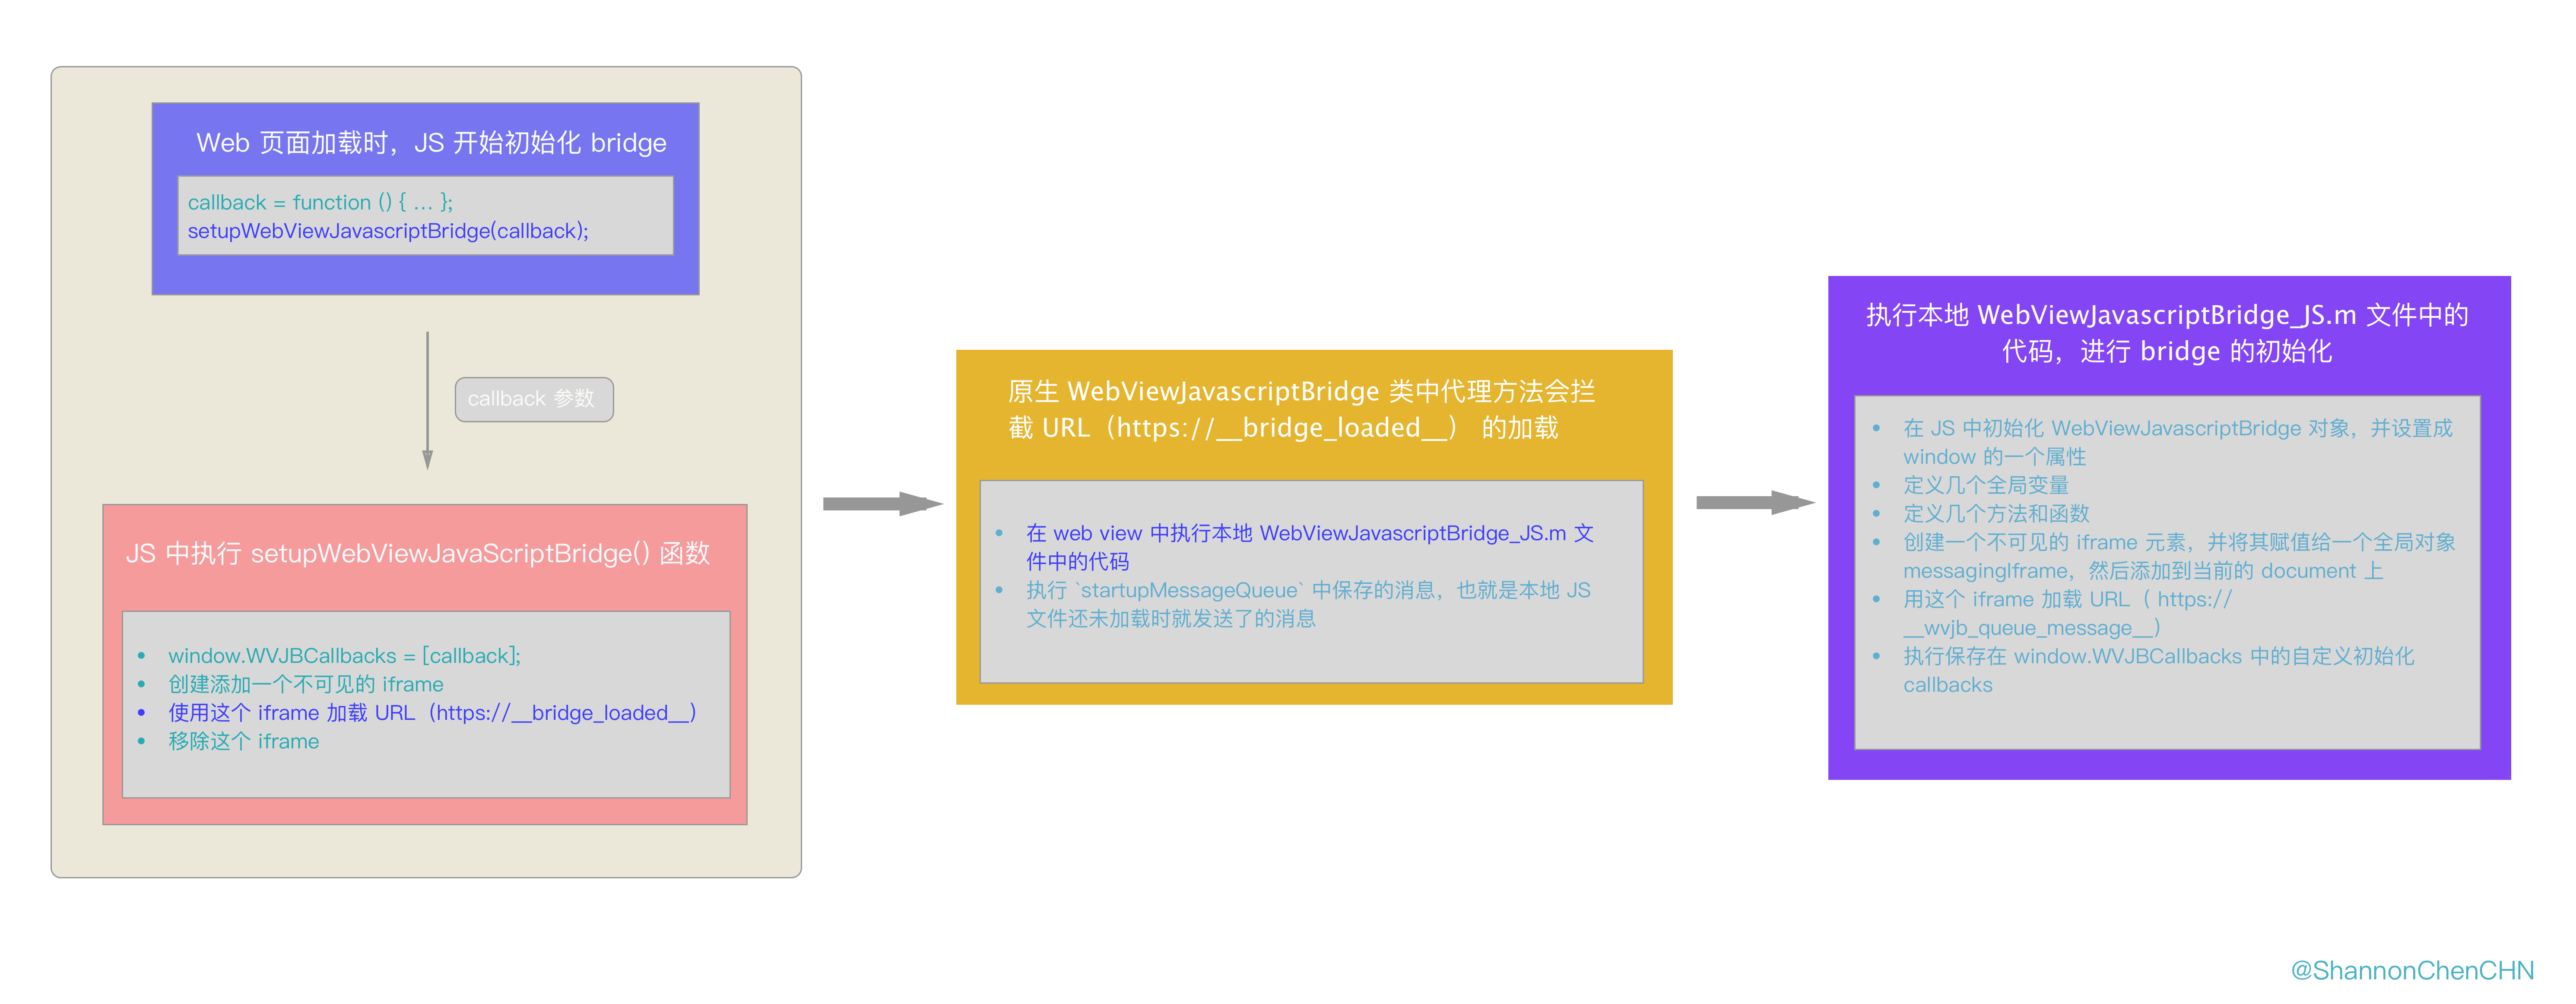 Web 页面加载时，JS 开始初始化 bridge
callback = function () { ... };
setupWebViewJavascriptBridge(callback);
callback 参数
JS 中执行 setupWebViewJavaScriptBridge() 函数
• window.WVJBCallbacks = [callback];
• 创建添加一个不可见的 iframe
• 使用这个 iframe 加载 URL（https://__bridge_loaded__）
• 移除这个 iframe
原生 WebViewJavascriptBridge 类中代理方法会拦
截 URL（https://__bridge_loaded__） 的加载
• 在 web view 中执行本地 WebViewJavascriptBridge_JS.m 文
件中的代码
• 执行 `startupMessageQueue` 中保存的消息，也就是本地 JS
文件还未加载时就发送了的消息
执行本地 WebViewJavascriptBridge_JS.m 文件中的
代码，进行 bridge 的初始化
• 在 JS 中初始化 WebViewJavascriptBridge 对象，并设置成
window 的一个属性
• 定义几个全局变量
• 定义几个方法和函数
• 创建一个不可见的 iframe 元素，并将其赋值给一个全局对象
messagingIframe，然后添加到当前的 document 上
• 用这个 iframe 加载 URL（ https://
__wvjb_queue_message__）
• 执行保存在 window.WVJBCallbacks 中的自定义初始化
callbacks
@ShannonChenCHN